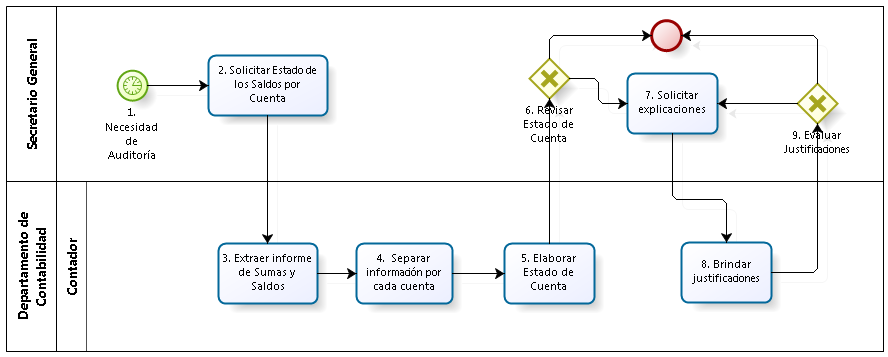 Secretario General
1.
Necesidad
de
Auditoría
2. Solicitar Estado de
los Saldos por
Cuenta
6. Revisar
Estado de
Cuenta
7. Solicitar
explicaciones
9. Evaluar
Justificaciones
Departamento de
Contabilidad
Contador
3. Extraer informe
de Sumas y
Saldos
4. Separar
información por
cada cuenta
5. Elaborar
Estado de
Cuenta
8. Brindar
justificaciones